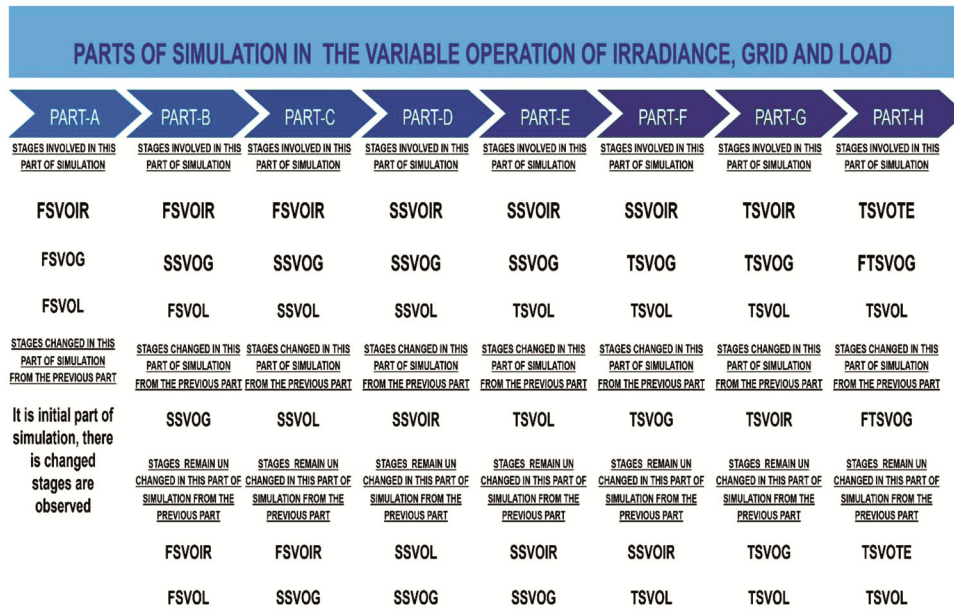 PARTS OF SIMULATION IN THE VARIABLE OPERATION OF IRRADIANCE, GRID AND LOAD
PART-A
STAGES INVOLVED IN THIS
PART OF SIMULATION
FSVOIR
FSVOG
FSVOL
STAGES CHANGED IN THIS
PART OF SIMULATION
FROM THE PREVIOUS PART
It is initial part of
simulation, there
is changed
stages are
observed
PART-B
STAGES INVOLVED IN THIS
PART OF SIMULATION
FSVOIR
SSVOG
FSVOL
STAGES CHANGED IN THIS
PART OF SIMULATION
FROM THE PREVIOUS PART
SSVOG
STAGES REMAIN UN
CHANGED IN THIS PART OF
SIMULATION FROM THE
PREVIOUS PART
FSVOIR
FSVOL
PART-C
STAGES INVOLVED IN THIS
PART OF SIMULATION
FSVOIR
SSVOG
SSVOL
STAGES CHANGED IN THIS
PART OF SIMULATION
FROM THE PREVIOUS PART
SSVOL
STAGES REMAIN UN
CHANGED IN THIS PART OF
SIMULATION FROM THE
PREVIOUS PART
FSVOIR
SSVOG
PART-D
STAGES INVOLVED IN THIS
PART OF SIMULATION
SSVOIR
SSVOG
SSVOL
STAGES CHANGED IN THIS
PART OF SIMULATION
FROM THE PREVIOUS PART
SSVOIR
STAGES REMAIN UN
CHANGED IN THIS PART OF
SIMULATION FROM THE
PREVIOUS PART
SSVOL
SSVOG
PART-E
STAGES INVOLVED IN THIS
PART OF SIMULATION
SSVOIR
SSVOG
TSVOL
STAGES CHANGED IN THIS
PART OF SIMULATION
FROM THE PREVIOUS PART
TSVOL
STAGES REMAIN UN
CHANGED IN THIS PART OF
SIMULATION FROM THE
PREVIOUS PART
SSVOIR
SSVOG
PART-F
STAGES INVOLVED IN THIS
PART OF SIMULATION
SSVOIR
TSVOG
TSVOL
STAGES CHANGED IN THIS
PART OF SIMULATION
FROM THE PREVIOUS PART
TSVOG
STAGES REMAIN UN
CHANGED IN THIS PART OF
SIMULATION FROM THE
PREVIOUS PART
SSVOIR
TSVOL
PART-G
STAGES INVOLVED IN THIS
PART OF SIMULATION
TSVOIR
TSVOG
TSVOL
STAGES CHANGED IN THIS
PART OF SIMULATION
FROM THE PREVIOUS PART
TSVOIR
STAGES REMAIN UN
CHANGED IN THIS PART OF
SIMULATION FROM THE
PREVIOUS PART
TSVOG
TSVOL
PART-H
STAGES INVOLVED IN THIS
PART OF SIMULATION
TSVOTE
FTSVOG
TSVOL
STAGES CHANGED IN THIS
PART OF SIMULATION
FROM THE PREVIOUS PART
FTSVOG
STAGES REMAIN UN
CHANGED IN THIS PART OF
SIMULATION FROM THE
PREVIOUS PART
TSVOTE
TSVOL